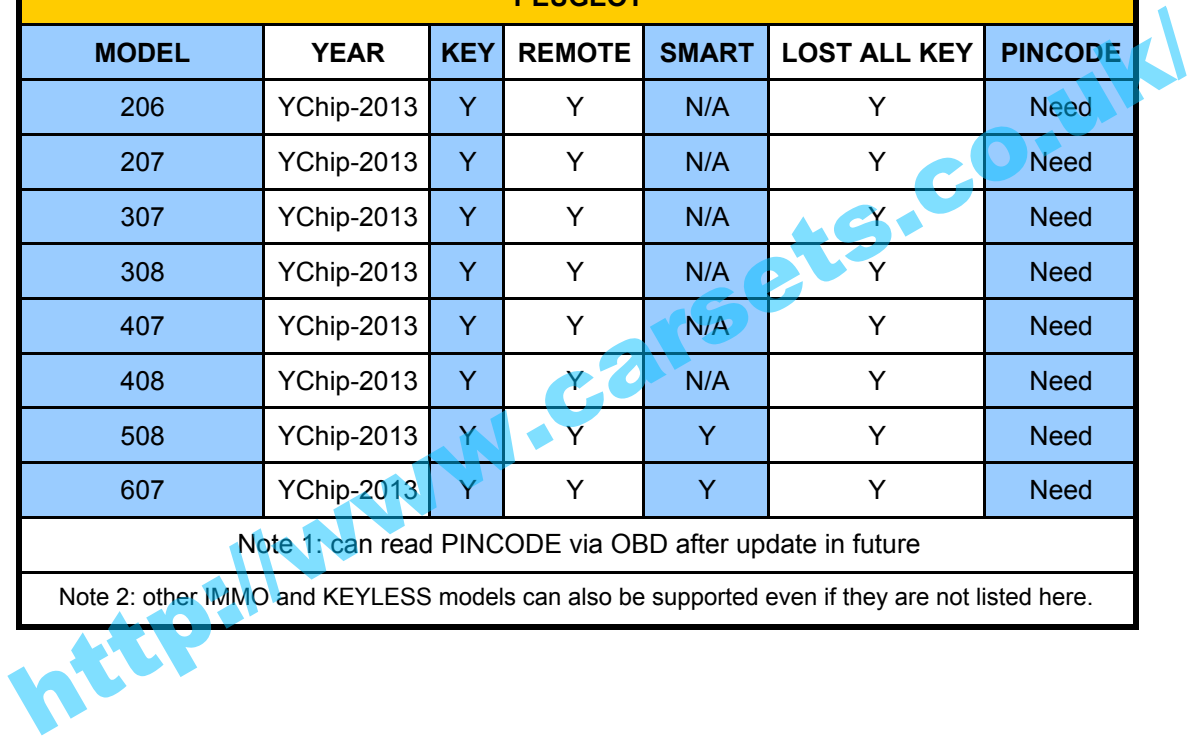 PEUGEOT
MODEL YEAR KEY REMOTE SMART LOST ALL KEY PINCODE
206 YChip-2013 Y Y N/A Y Need
207 YChip-2013 Y Y N/A Y Need
307 YChip-2013 Y Y N/A Y Need
308 YChip-2013 Y Y N/A Y Need
407 YChip-2013 Y Y N/A Y Need
408 YChip-2013 Y Y N/A Y Need
508 YChip-2013 Y Y Y Y Need
607 YChip-2013 Y Y Y Y Need
Note 1: can read PINCODE via OBD after update in future
Note 2: other IMMO and KEYLESS models can also be supported even if they are not listed here.
http://www.carsets.co.uk/